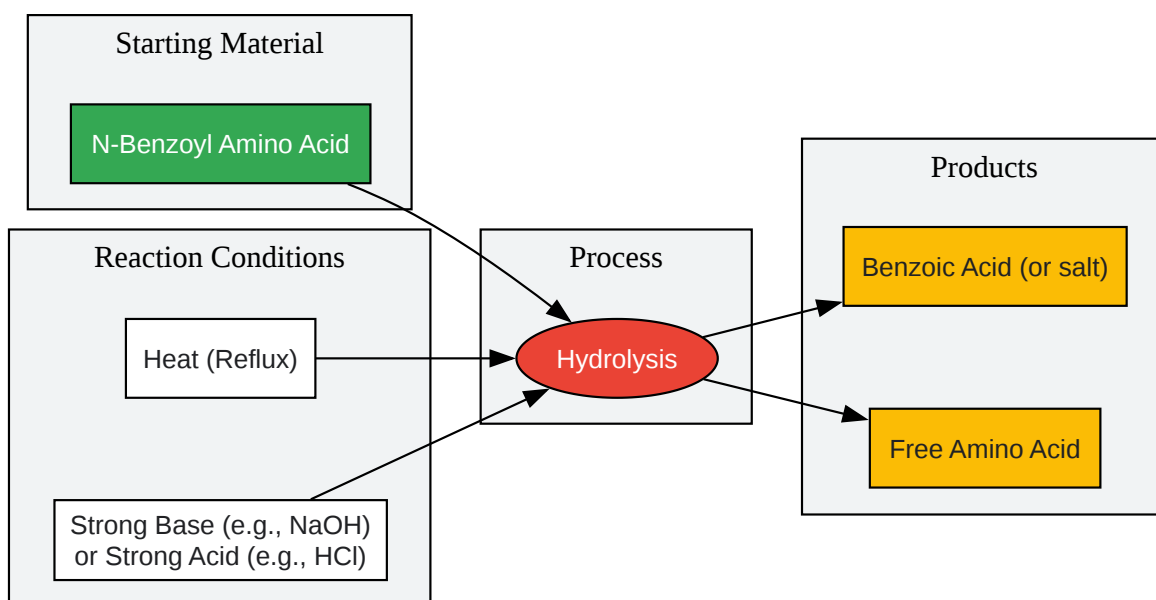 Starting Material
N-Benzoyl Amino Acid
Reaction Conditions
Heat (Reflux)
Strong Base (e.g., NaOH)
or Strong Acid (e.g., HCl)
Process
Hydrolysis
Products
Benzoic Acid (or salt)
Free Amino Acid